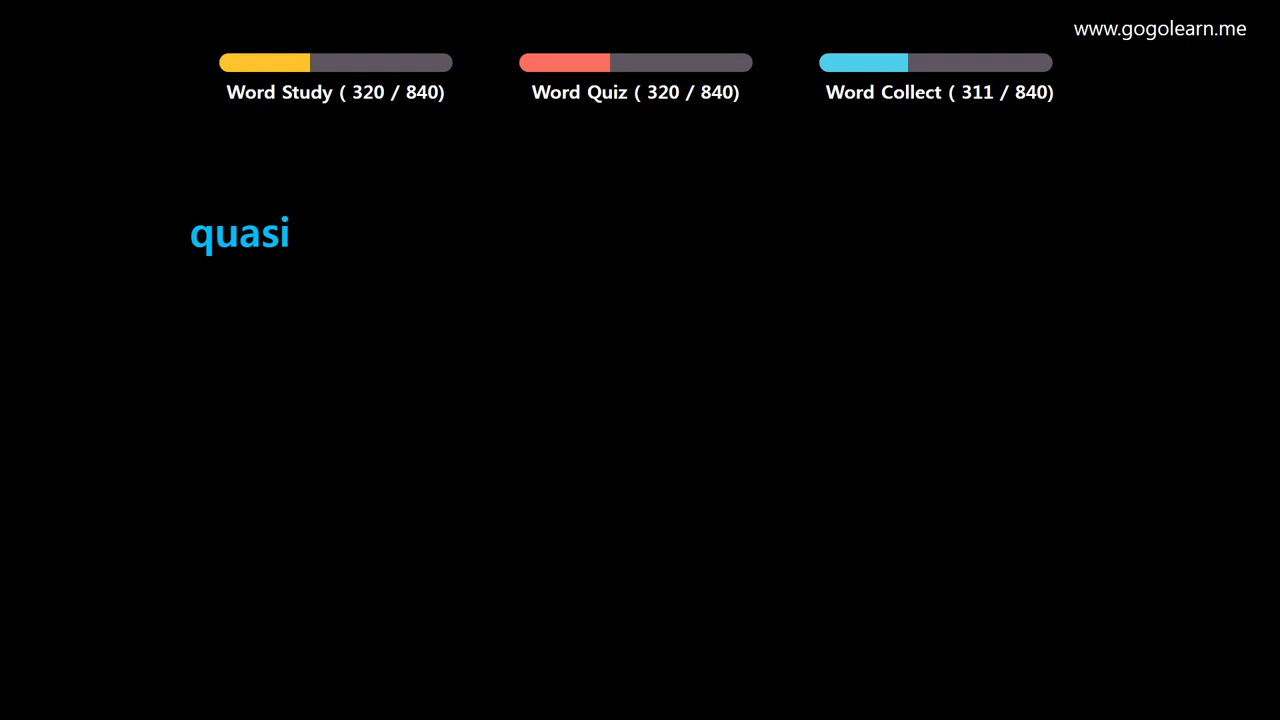 www.gogolearn.me
Word Study ( 320 / 840)
Word Quiz ( 320 / 840)
Word Collect ( 311 / 840)
quasi